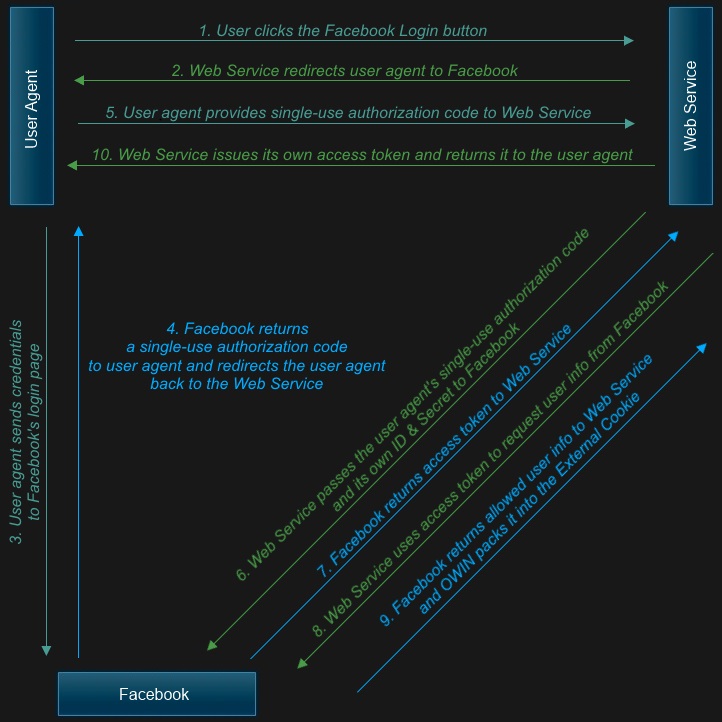 User Agent
Web Service
1. User clicks the Facebook Login button
2. Web Service redirects user agent to Facebook
5. User agent provides single-use authorization code to Web Service
10. Web Service issues its own access token and returns it to the user agent
3. User agent sends credentials
to Facebook's login page
4. Facebook returns
a single-use authorization code
to user agent and redirects the user agent
back to the Web Service
6. Web Service passes the user agent's single-use authorization code
and its own ID & Secret to Facebook
7. Facebook returns access token to Web Service
8. Web Service uses access token to request user info from Facebook
9. Facebook returns allowed user info to Web Service
and OWIN packs it into the External Cookie
Facebook